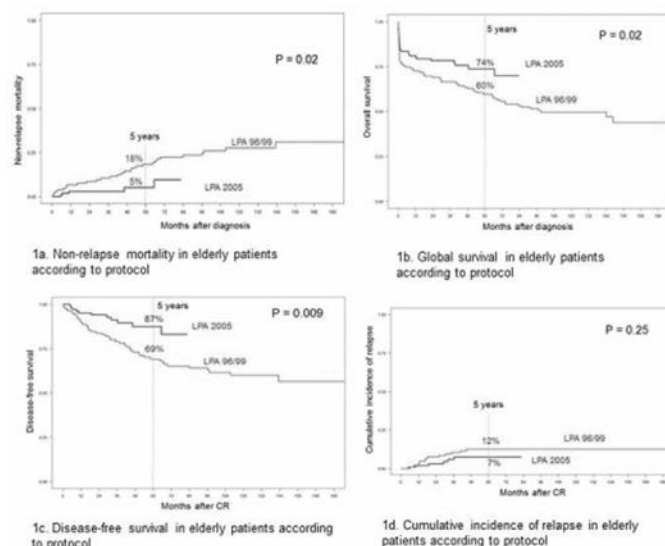 P = 0.02
Non-relapse mortality
5 years
18%
LPA 96/99
5%
LPA 2005
Months after diagnosis
1a. Non-relapse mortality in elderly patients
according to protocol
5 years
P = 0.02
Overall survival
74%
LPA 2005
60%
LPA 96/99
Months after diagnosis
1b. Global survival in elderly patients
according to protocol
5 years
P = 0.009
Disease-free survival
87%
LPA 2005
69%
LPA 96/99
Months after CR
1c. Disease-free survival in elderly patients according
to protocol
P = 0.25
Cumulative incidence of relapse
5 years
12%
LPA 96/99
LPA 2005
7%
Months after CR
1d. Cumulative incidence of relapse in elderly
patients according to protocol